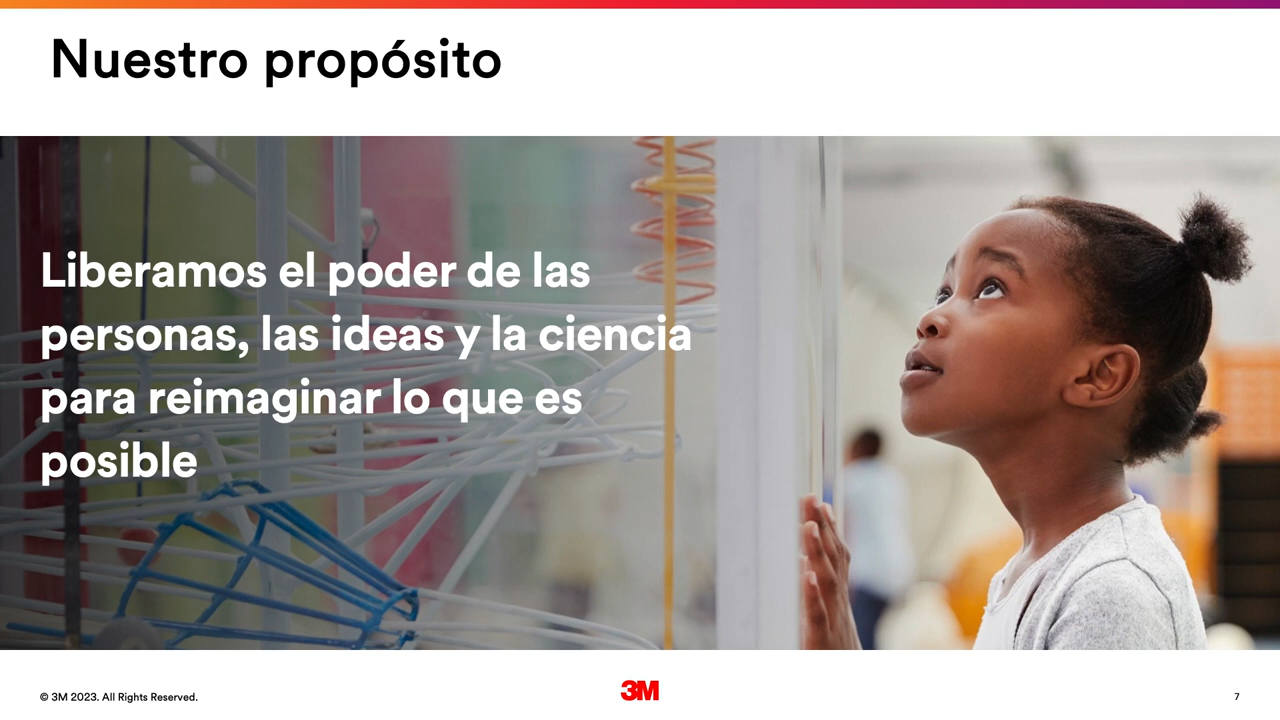 Nuestro propósito
Liberamos el poder de las
personas, las ideas y la ciencia
para reimaginar lo que es
posible
© 3M 2023. All Rights Reserved.
3M
7